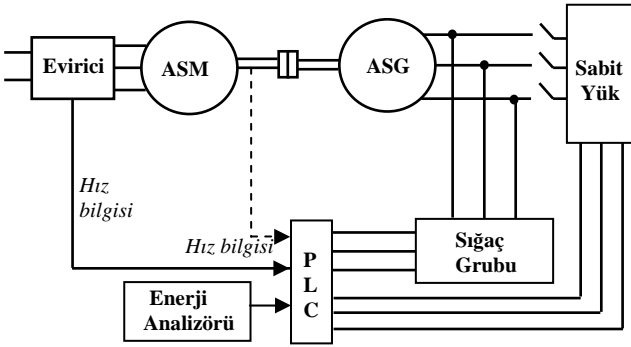 Evirici
ASM
ASG
Sabit
Yük
Hız
bilgisi
Hız bilgisi
P
L
C
Sığaç
Grubu
Enerji
Analizörü